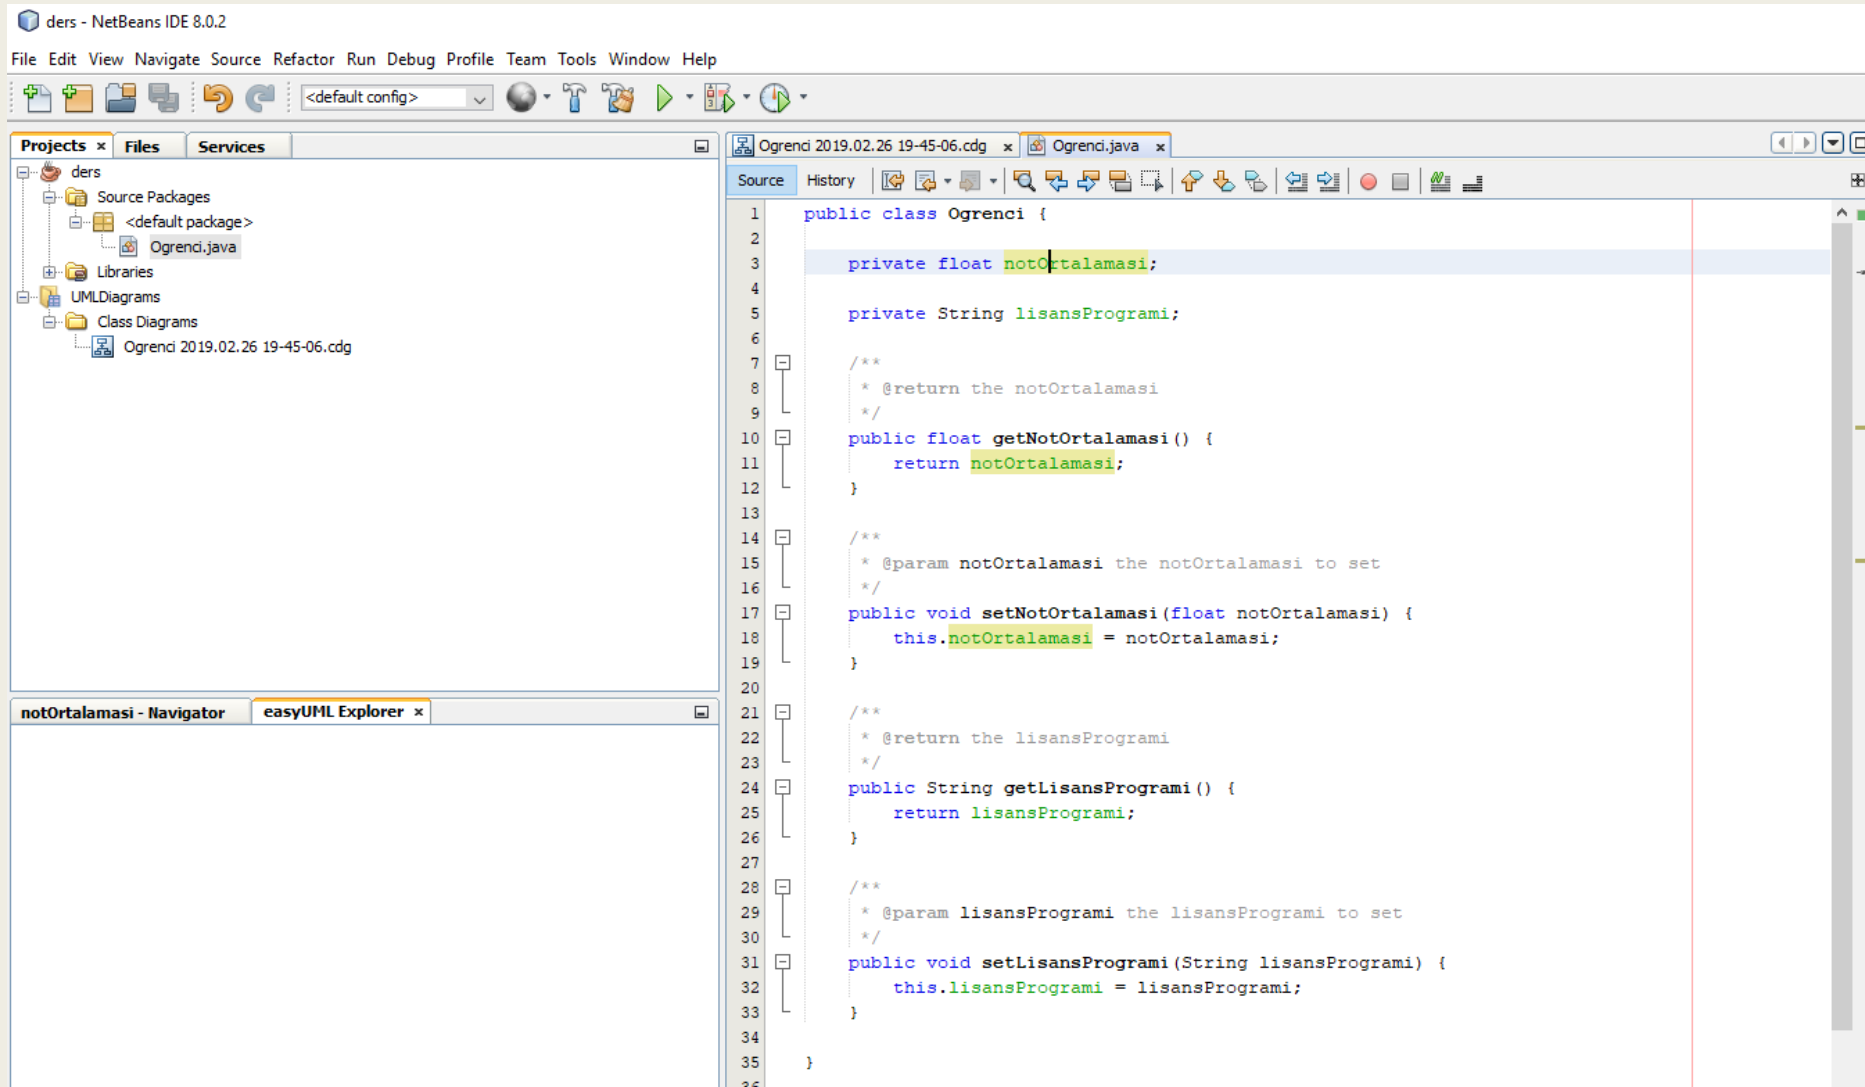 ders - NetBeans IDE 8.0.2
File Edit View Navigate Source Refactor Run Debug Profile Team Tools Window Help
<default config>
Projects × Files Services
ders
Source Packages
<default package>
Ogrenci.java
Libraries
UMLDiagrams
Class Diagrams
Ogrenci 2019.02.26 19-45-06.cdg
notOrtalamasi - Navigator easyUML Explorer ×
Ogrenci 2019.02.26 19-45-06.cdg × Ogrenci.java ×
Source History
1 public class Ogrenci {
2
3 private float notOrtalamasi;
4
5 private String lisansProgrami;
6
7 /**
8 * @return the notOrtalamasi
9 */
10 public float getNotOrtalamasi() {
11 return notOrtalamasi;
12 }
13
14 /**
15 * @param notOrtalamasi the notOrtalamasi to set
16 */
17 public void setNotOrtalamasi(float notOrtalamasi) {
18 this.notOrtalamasi = notOrtalamasi;
19 }
20
21 /**
22 * @return the lisansProgrami
23 */
24 public String getLisansProgrami() {
25 return lisansProgrami;
26 }
27
28 /**
29 * @param lisansProgrami the lisansProgrami to set
30 */
31 public void setLisansProgrami(String lisansProgrami) {
32 this.lisansProgrami = lisansProgrami;
33 }
34
35 }
36